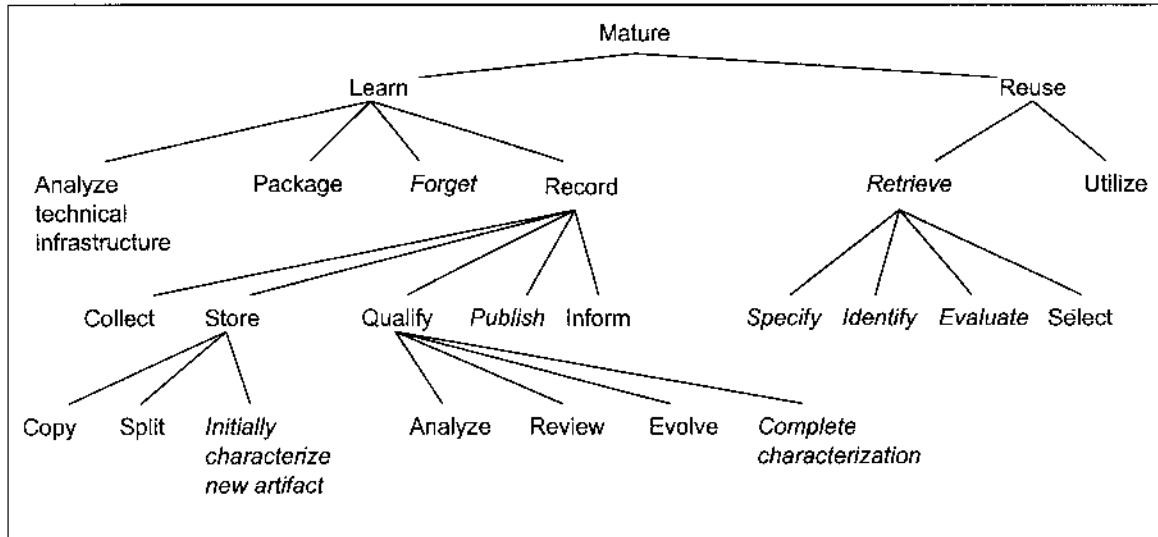 Mature
Learn
Reuse
Analyze
technical
infrastructure
Package
Forget
Record
Retrieve
Utilize
Collect
Store
Qualify
Publish
Inform
Specify
Identify
Evaluate
Select
Copy
Split
Initially
characterize
new artifact
Analyze
Review
Evolve
Complete
characterization